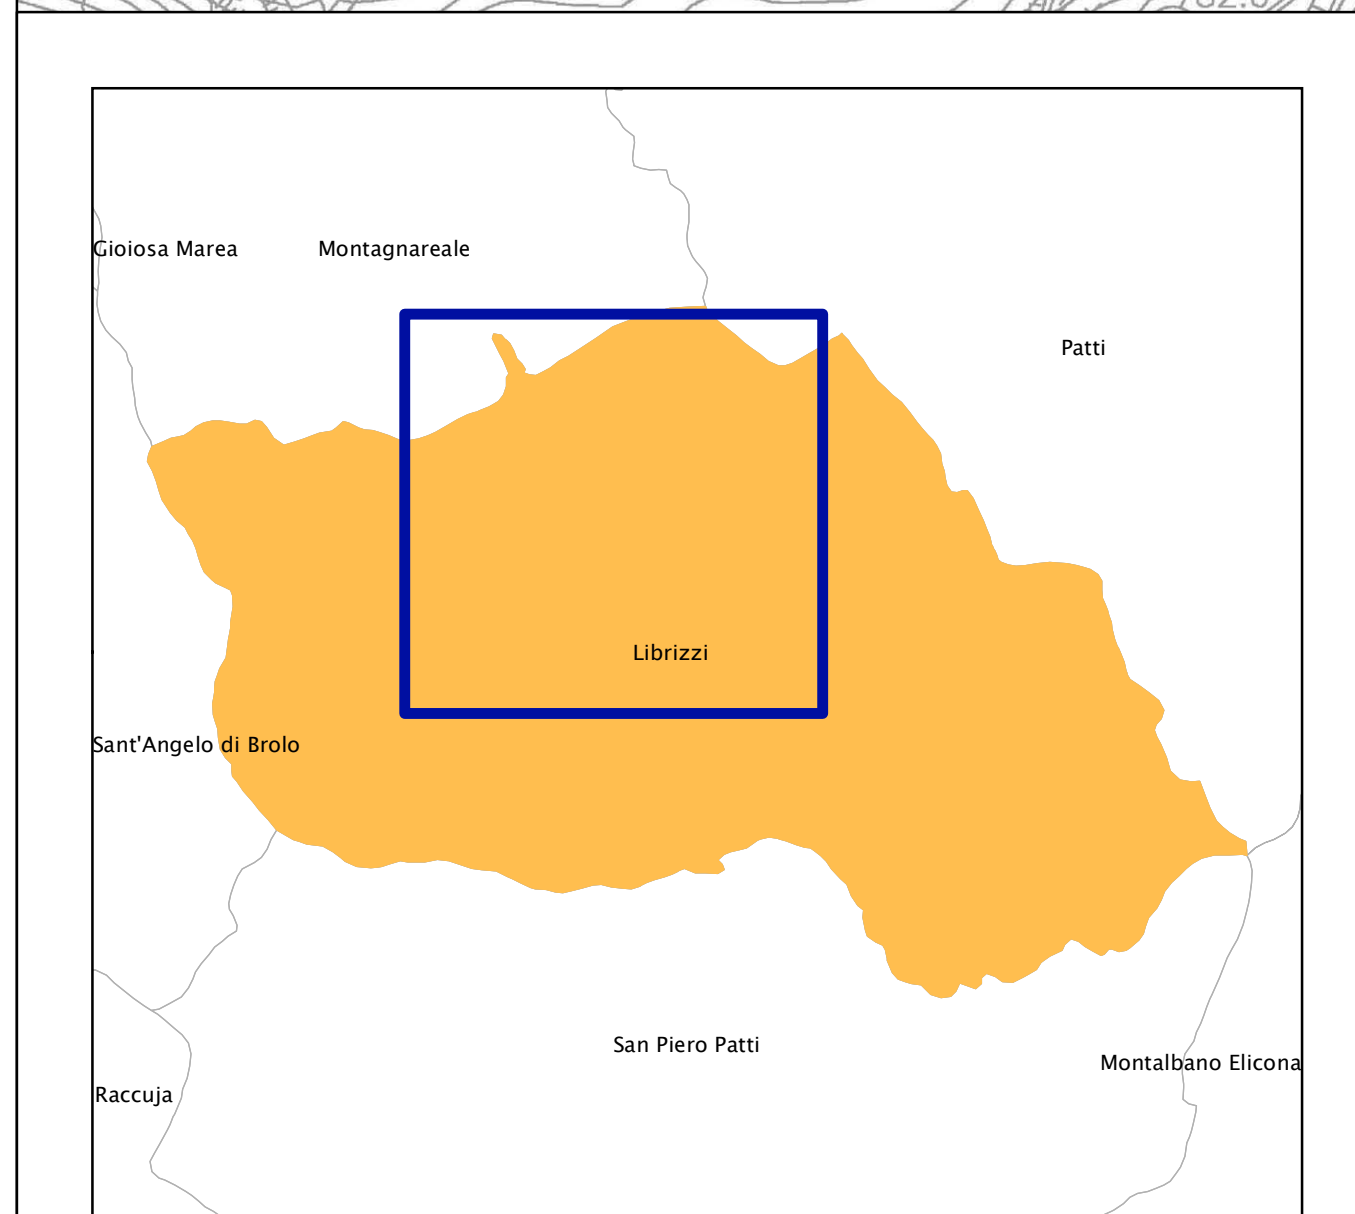 Gioiosa Marea
Montagnareale
Patti
Librizzi
Sant'Angelo di Brolo
San Piero Patti
Montalbano Elicona
Raccuja